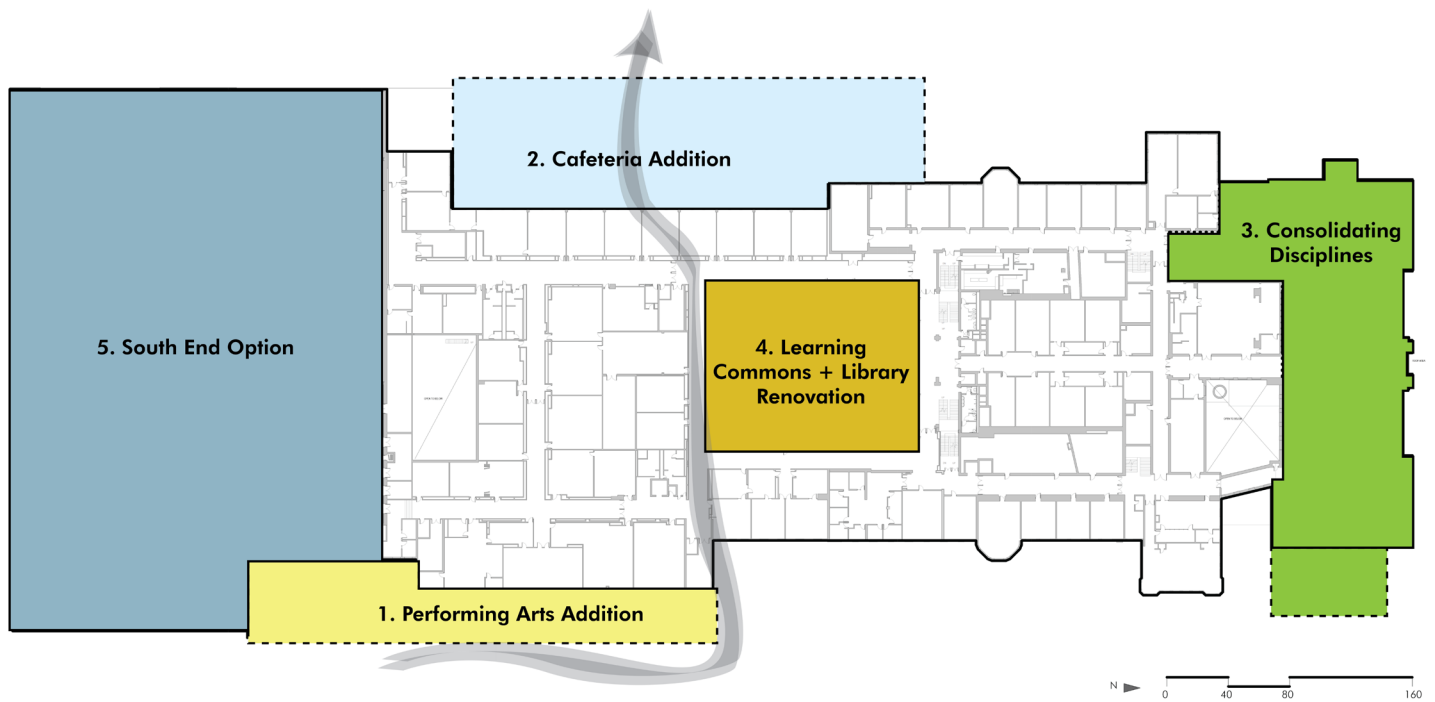 2. Cafeteria Addition
3. Consolidating
Disciplines
5. South End Option
4. Learning
Commons + Library
Renovation
1. Performing Arts Addition
N
0
40
80
160